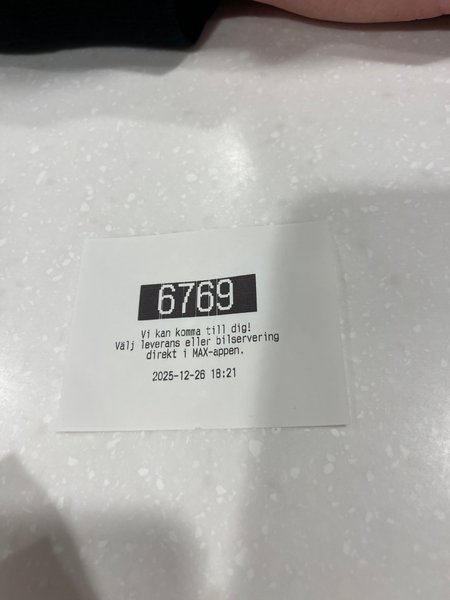 6769
Vi kan komma till dig!
Välj leverans eller bilservering
direkt i MAX-appen.
2025-12-26 18:21